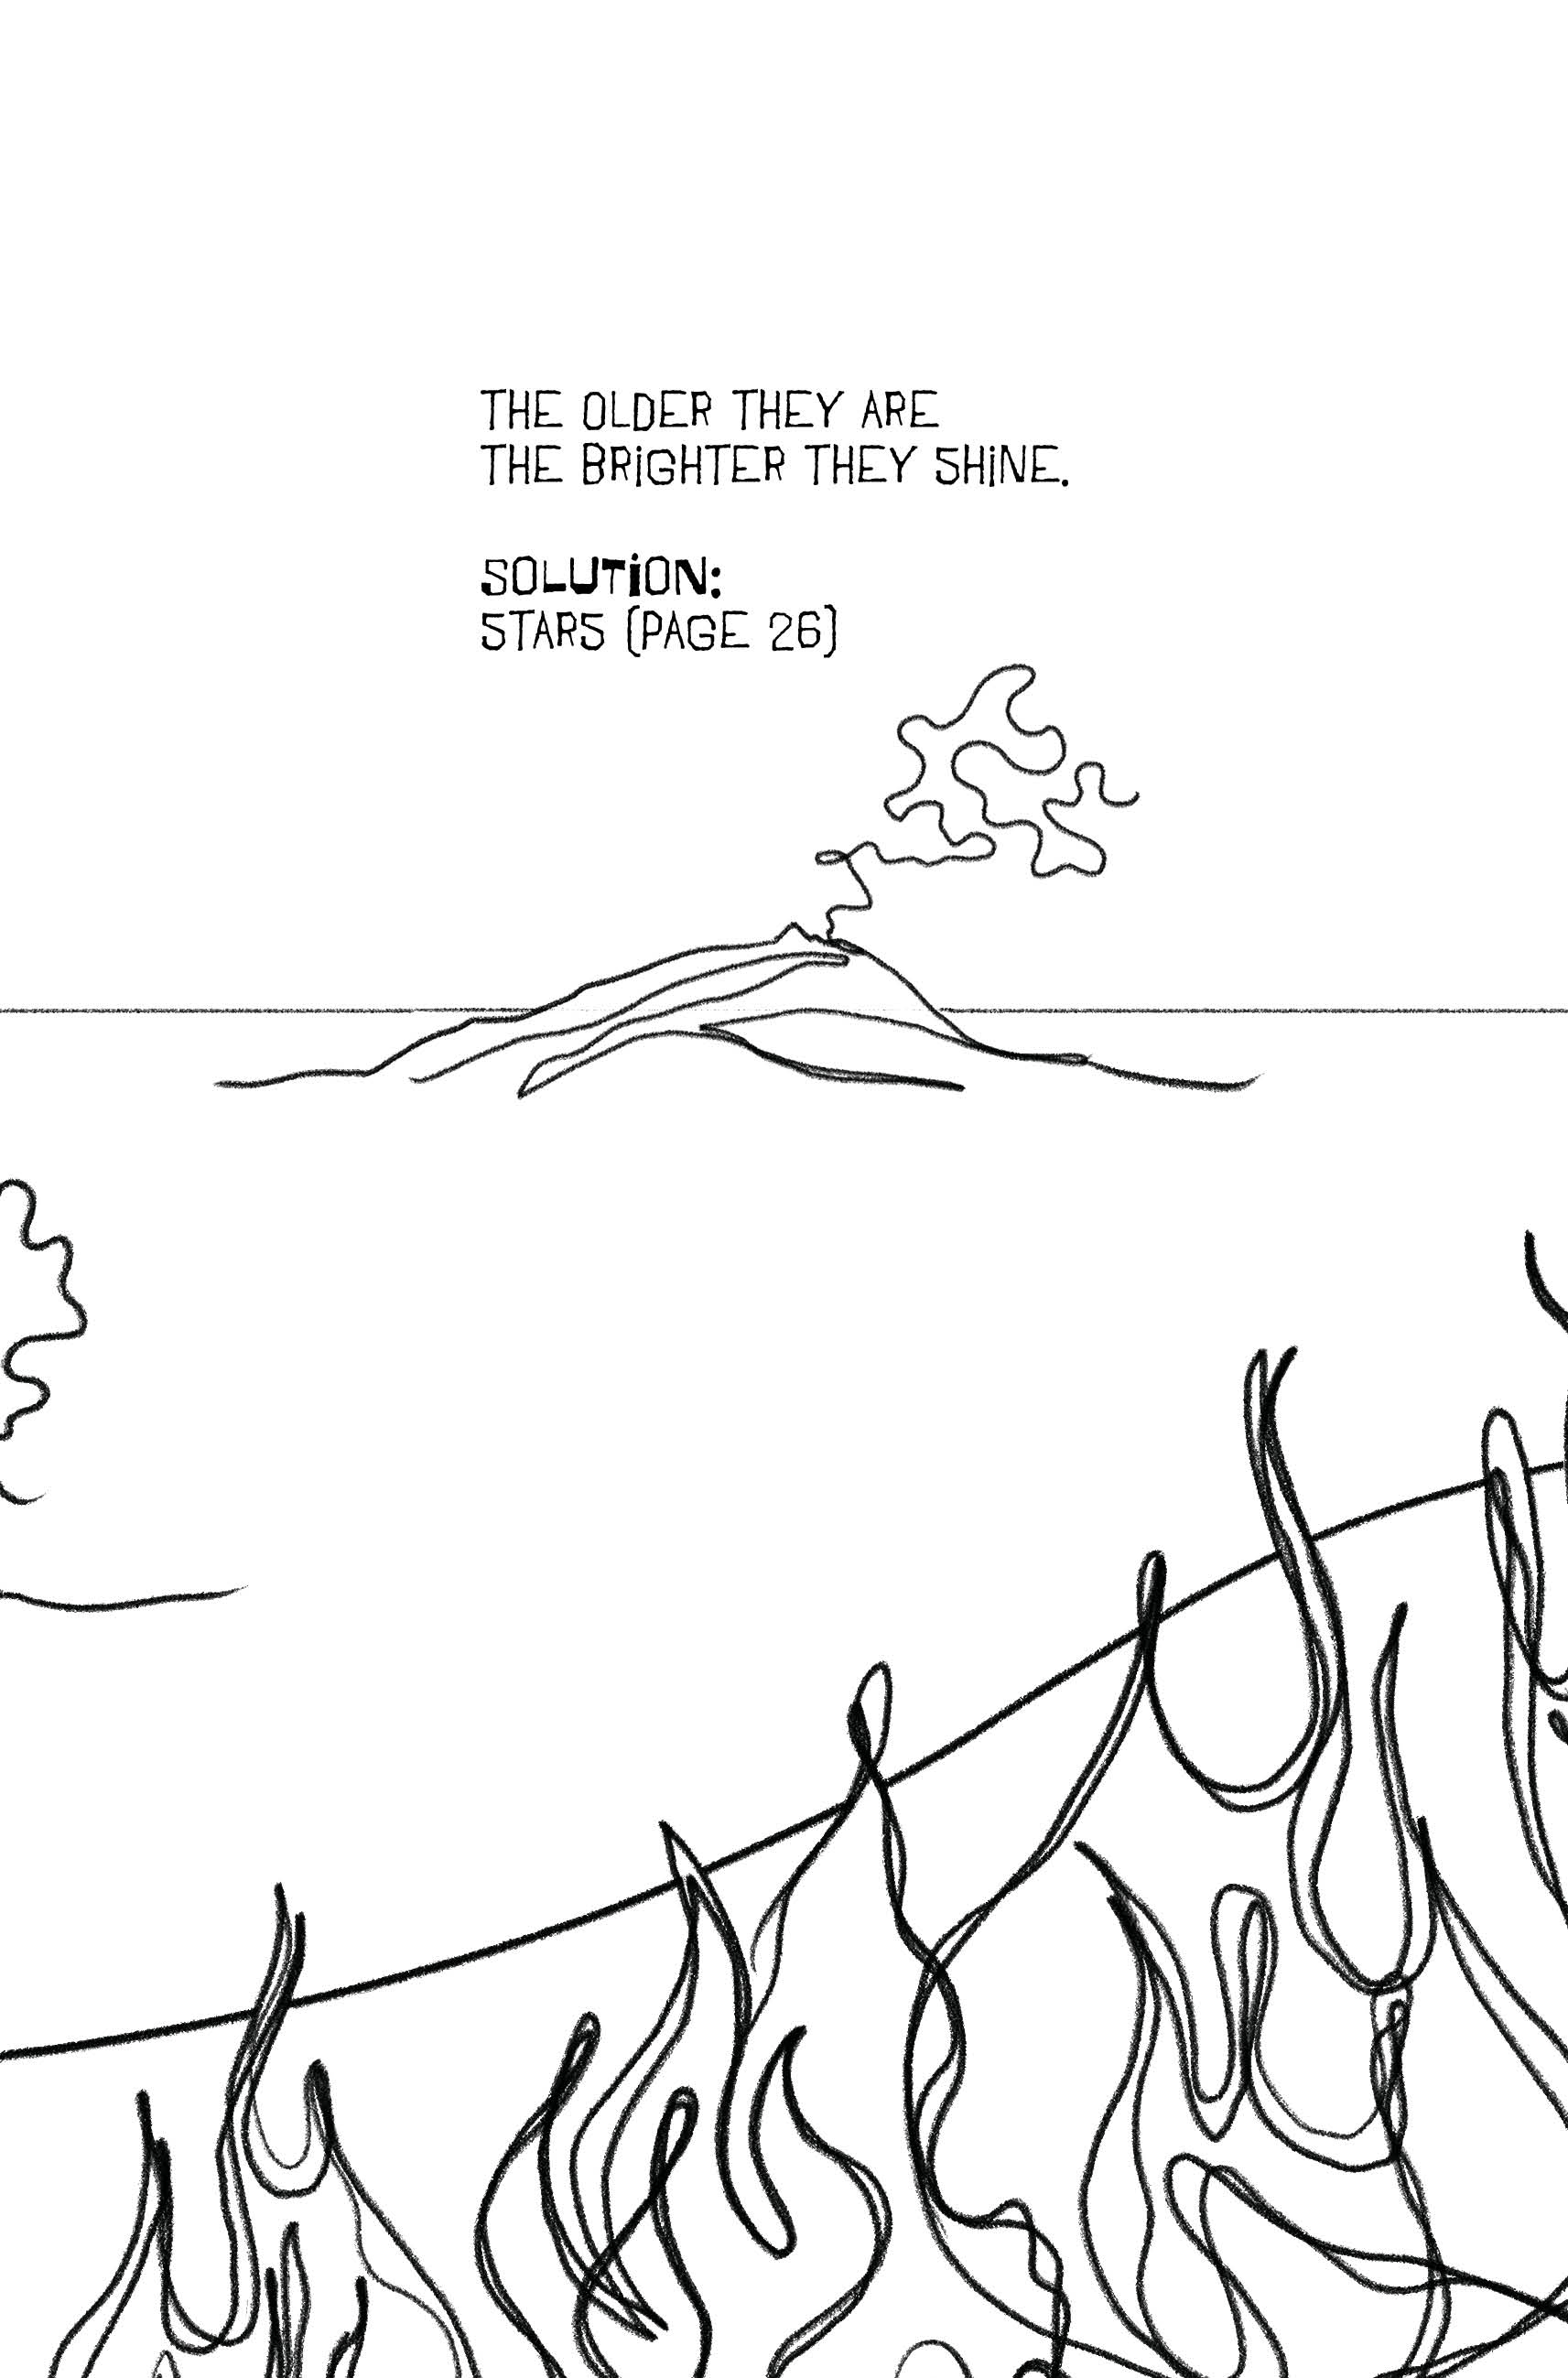 THE OLDER THEY ARE
THE BRiGHTER THEY SHiNE.
SOLUTiON:
STARS (PAGE 26)